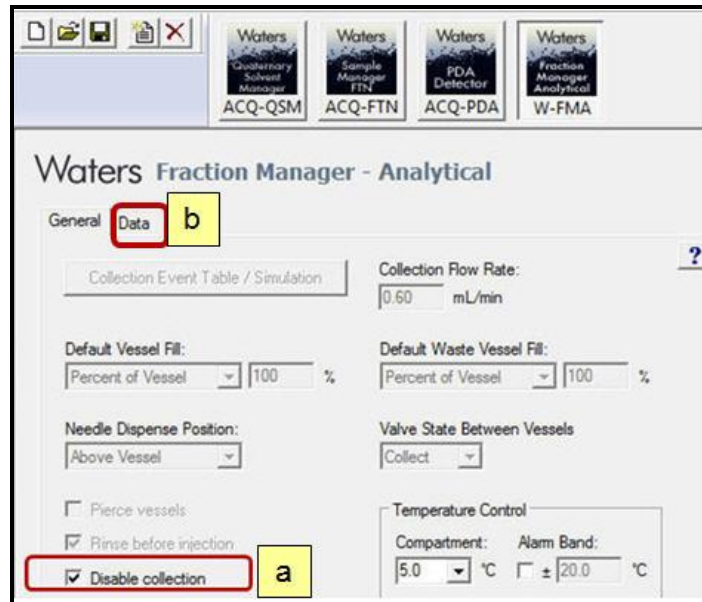 Waters
Quaternary
Solvent
Manager
ACQ-QSM
Waters
Sample
Manager
FTN
ACQ-FTN
Waters
PDA
Detector
ACQ-PDA
Waters
Fraction
Manager
Analytical
W-FMA
Waters Fraction Manager - Analytical
General Data b
?
Collection Event Table / Simulation
Collection Flow Rate:
0.60 mL/min
Default Vessel Fill:
Percent of Vessel 100 %
Default Waste Vessel Fill:
Percent of Vessel 100 %
Needle Dispense Position:
Above Vessel
Valve State Between Vessels
Collect
Pierce vessels
Rinse before injection
Disable collection a
Temperature Control
Compartment: Alarm Band:
5.0 °C ± 20.0 °C